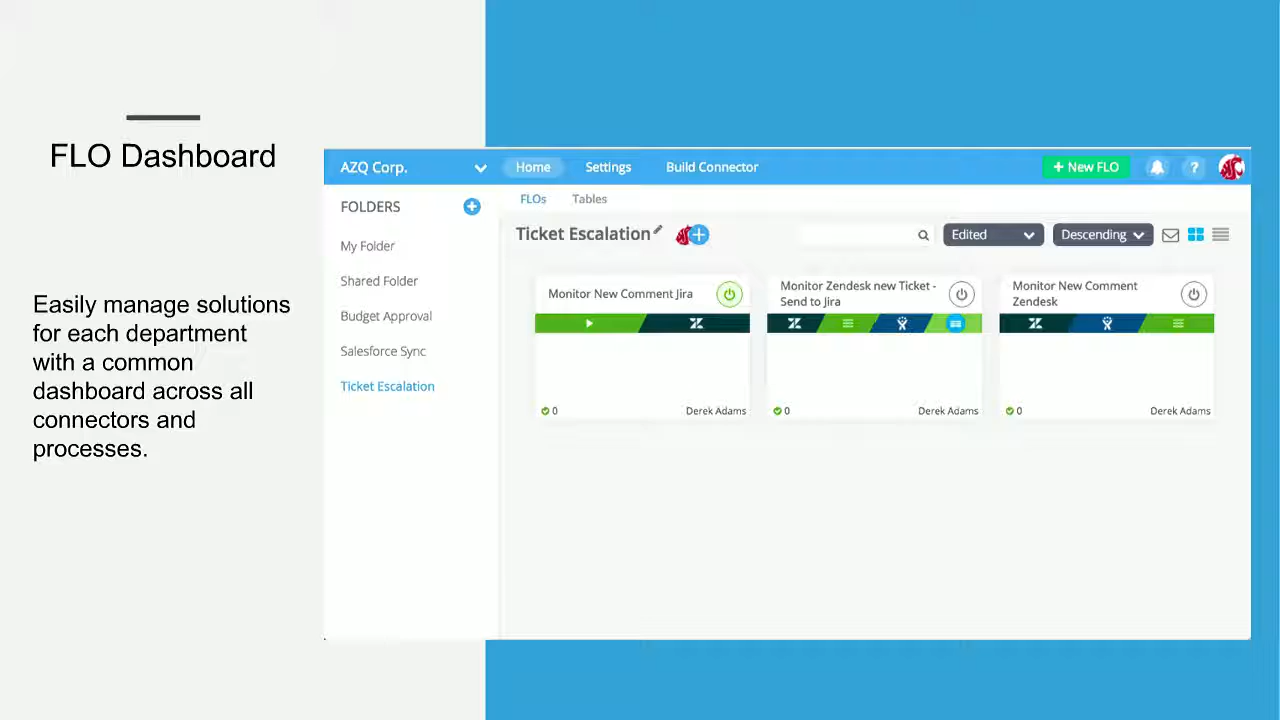 FLO Dashboard
Easily manage solutions
for each department
with a common
dashboard across all
connectors and
processes.
AZQ Corp.
Home
Settings
Build Connector
+ New FLO
?
FOLDERS
My Folder
Shared Folder
Budget Approval
Salesforce Sync
Ticket Escalation
FLOs
Tables
Ticket Escalation
Edited
Descending
Monitor New Comment Jira
0
Derek Adams
Monitor Zendesk new Ticket -
Send to Jira
0
Derek Adams
Monitor New Comment
Zendesk
0
Derek Adams